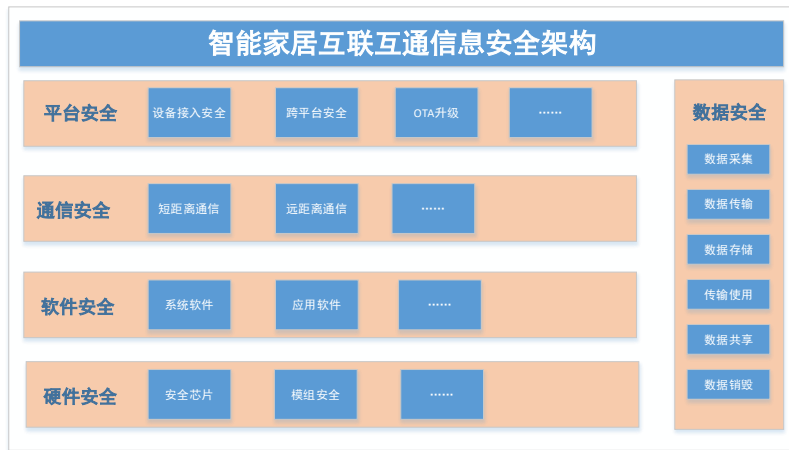 智能家居互联互通信息安全架构
平台安全
设备接入安全
跨平台安全
OTA升级
······
通信安全
短距离通信
远距离通信
······
软件安全
系统软件
应用软件
······
硬件安全
安全芯片
模组安全
······
数据安全
数据采集
数据传输
数据存储
传输使用
数据共享
数据销毁